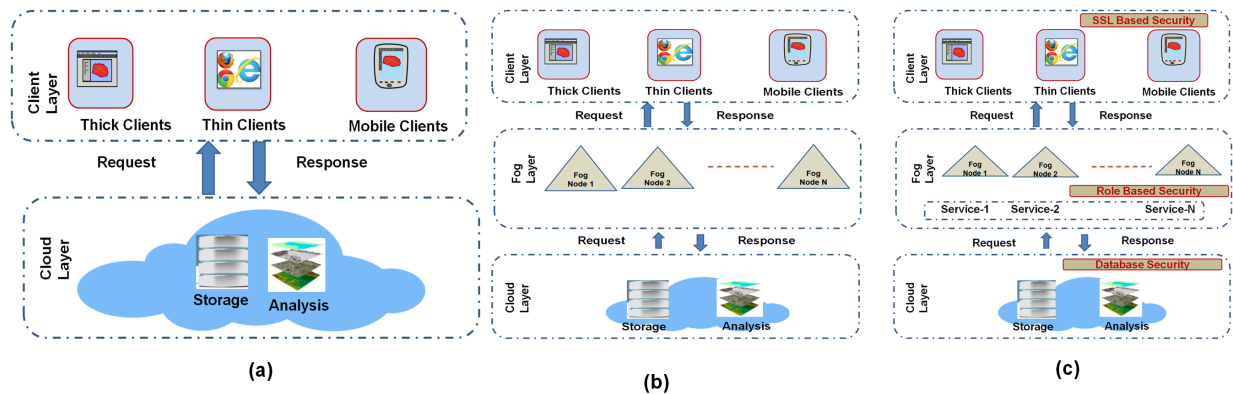 Client
Layer
Thick Clients
Thin Clients
Mobile Clients
Request
Response
Cloud
Layer
Storage
Analysis
(a)
Client
Layer
Thick Clients
Thin Clients
Mobile Clients
Request
Response
Fog
Layer
Fog
Node 1
Fog
Node 2
Fog
Node N
Request
Response
Cloud
Layer
Storage
Analysis
(b)
SSL Based Security
Client
Layer
Thick Clients
Thin Clients
Mobile Clients
Request
Response
Fog
Layer
Fog
Node 1
Fog
Node 2
Fog
Node N
Role Based Security
Service-1
Service-2
Service-N
Request
Response
Database Security
Cloud
Layer
Storage
Analysis
(c)